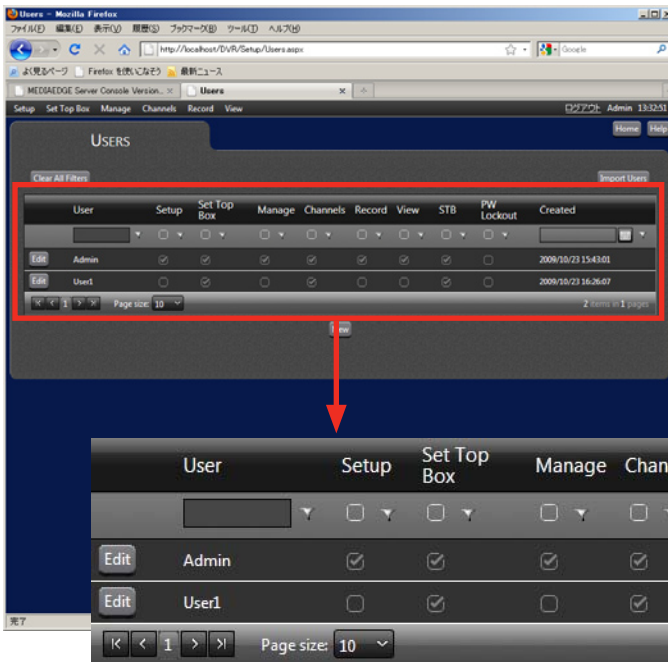 Users - Mozilla Firefox
ファイル(F) 編集(E) 表示(V) 履歴(S) ブックマーク(B) ツール(T) ヘルプ(H)
http://localhost/DVR/Setup/Users.aspx
Google
よく見るページ Firefox を使いこなそう 最新ニュース
MEDIAEDGE Server Console Version... Users
Setup Set Top Box Manage Channels Record View ログアウト Admin 13:32:51
Home Help
USERS
Clear All Filters Import Users
User Setup Set Top Box Manage Channels Record View STB PW Lockout Created
Edit Admin 2009/10/23 15:43:01
Edit User1 2009/10/23 16:26:07
1 Page size: 10 2 items in 1 pages
New
User Setup Set Top Box Manage Chan
Edit Admin
Edit User1
1 Page size: 10
完了